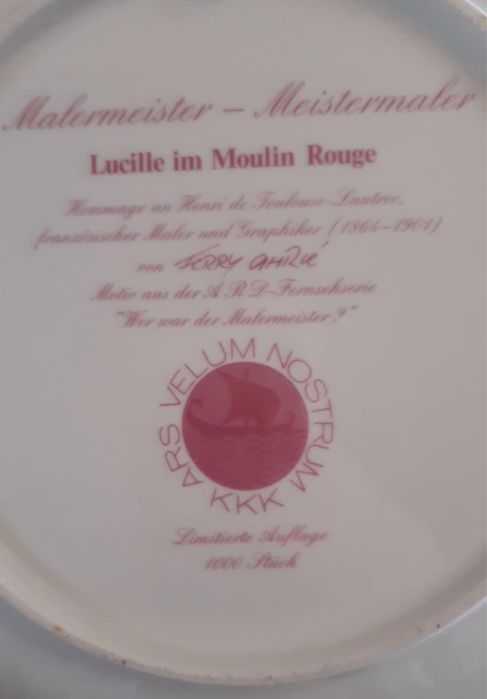 Malermeister – Meistermaler
Lucille im Moulin Rouge
Hommage an Henri de Toulouse-Lautrec,
französischer Maler und Graphiker (1864–1901)
von FERRY AHRLÉ
Motiv aus der ARD-Fernsehserie
"Wer war der Malermeister?"
ARS VELUM NOSTRUM
KKK
Limitierte Auflage
1000 Stück